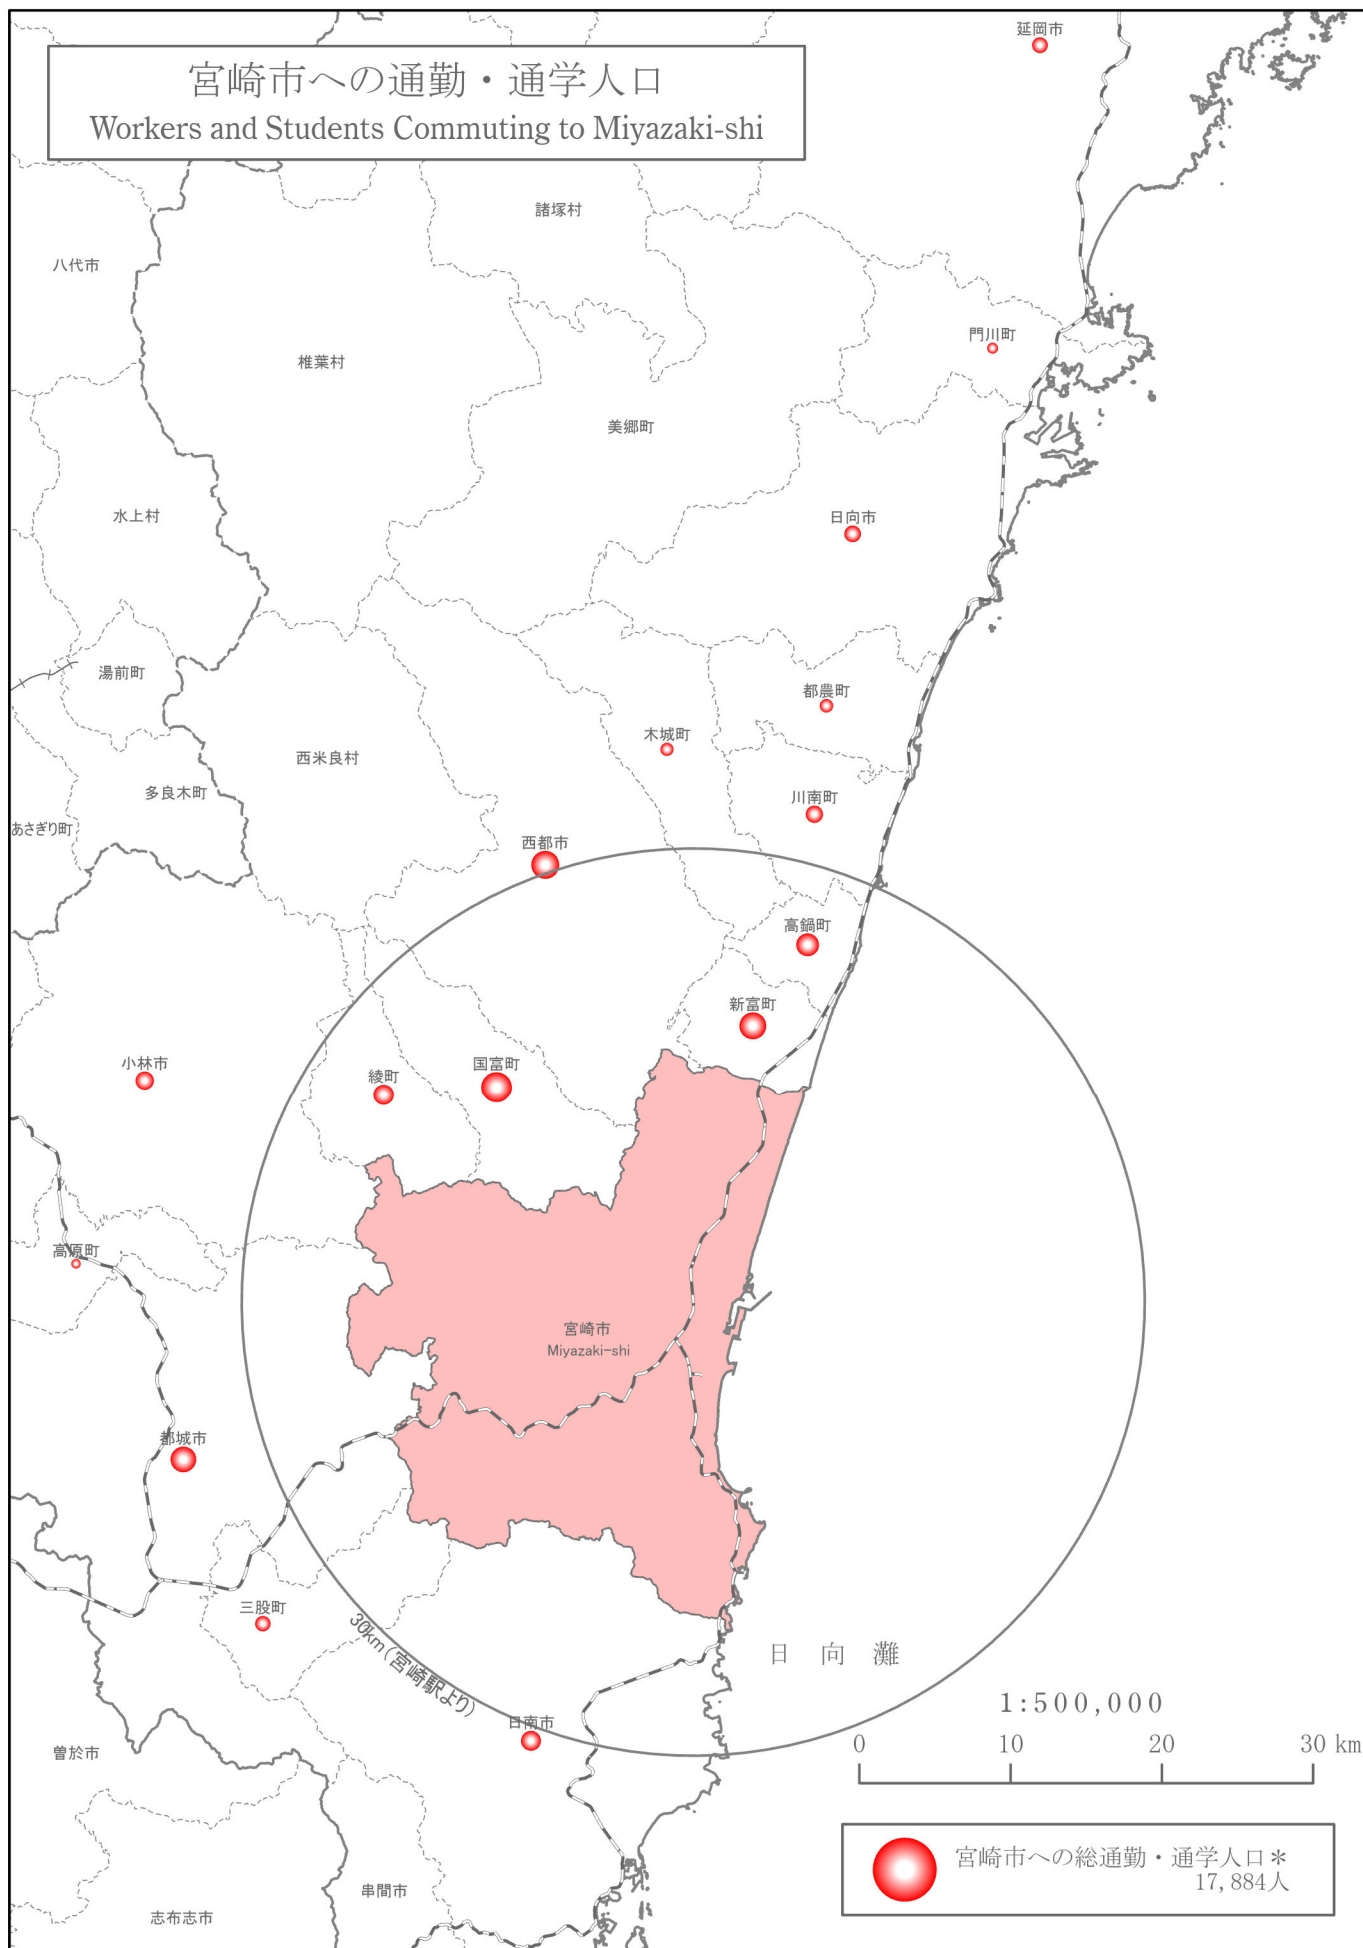 延岡市
宮崎市への通勤・通学人口
Workers and Students Commuting to Miyazaki-shi
諸塚村
八代市
門川町
椎葉村
美郷町
水上村
日向市
湯前町
都農町
木城町
西米良村
多良木町
川南町
あさぎり町
西都市
高鍋町
新富町
小林市
国富町
綾町
高原町
宮崎市
Miyazaki-shi
都城市
三股町
30km(宮崎駅より)
日向灘
1:500,000
日南市
0 10 20 30 km
曽於市
宮崎市への総通勤・通学人口*
17,884人
串間市
志布志市